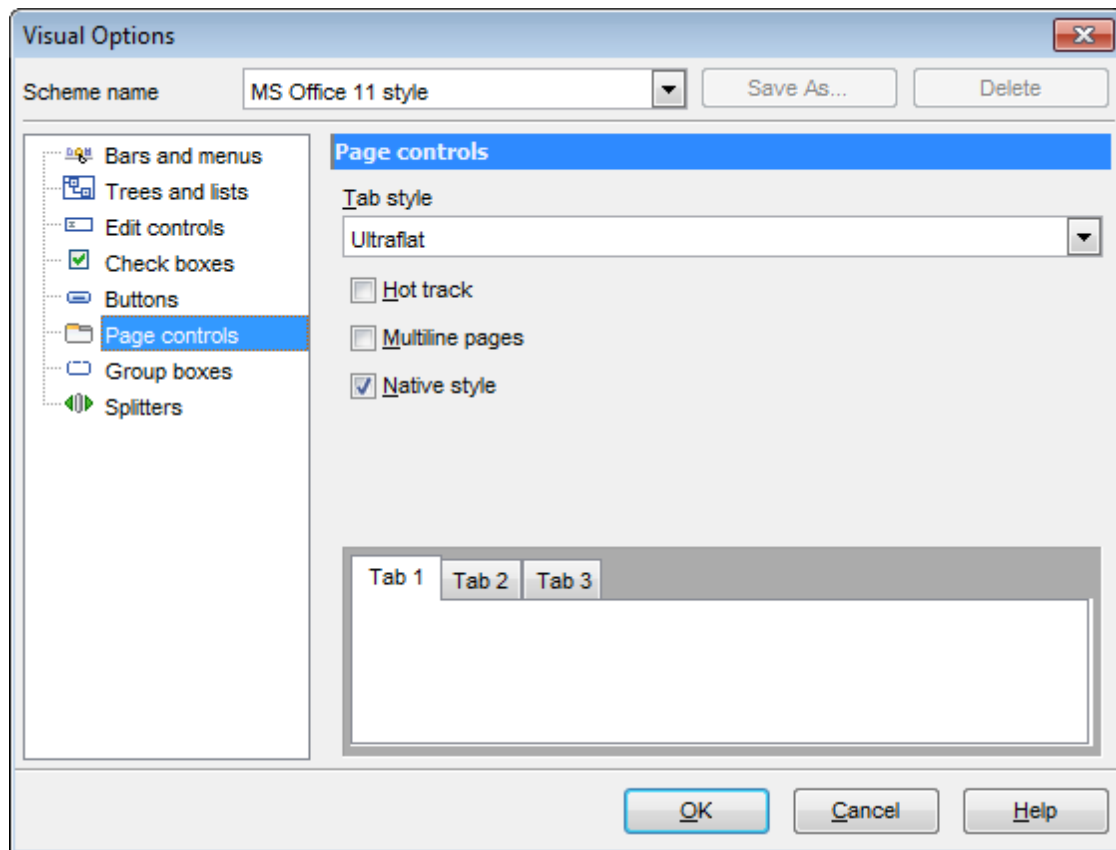 Visual Options
Scheme name MS Office 11 style Save As... Delete
Bars and menus
Trees and lists
Edit controls
Check boxes
Buttons
Page controls
Group boxes
Splitters
Page controls
Tab style
Ultraflat
Hot track
Multiline pages
Native style
Tab 1 Tab 2 Tab 3
OK Cancel Help